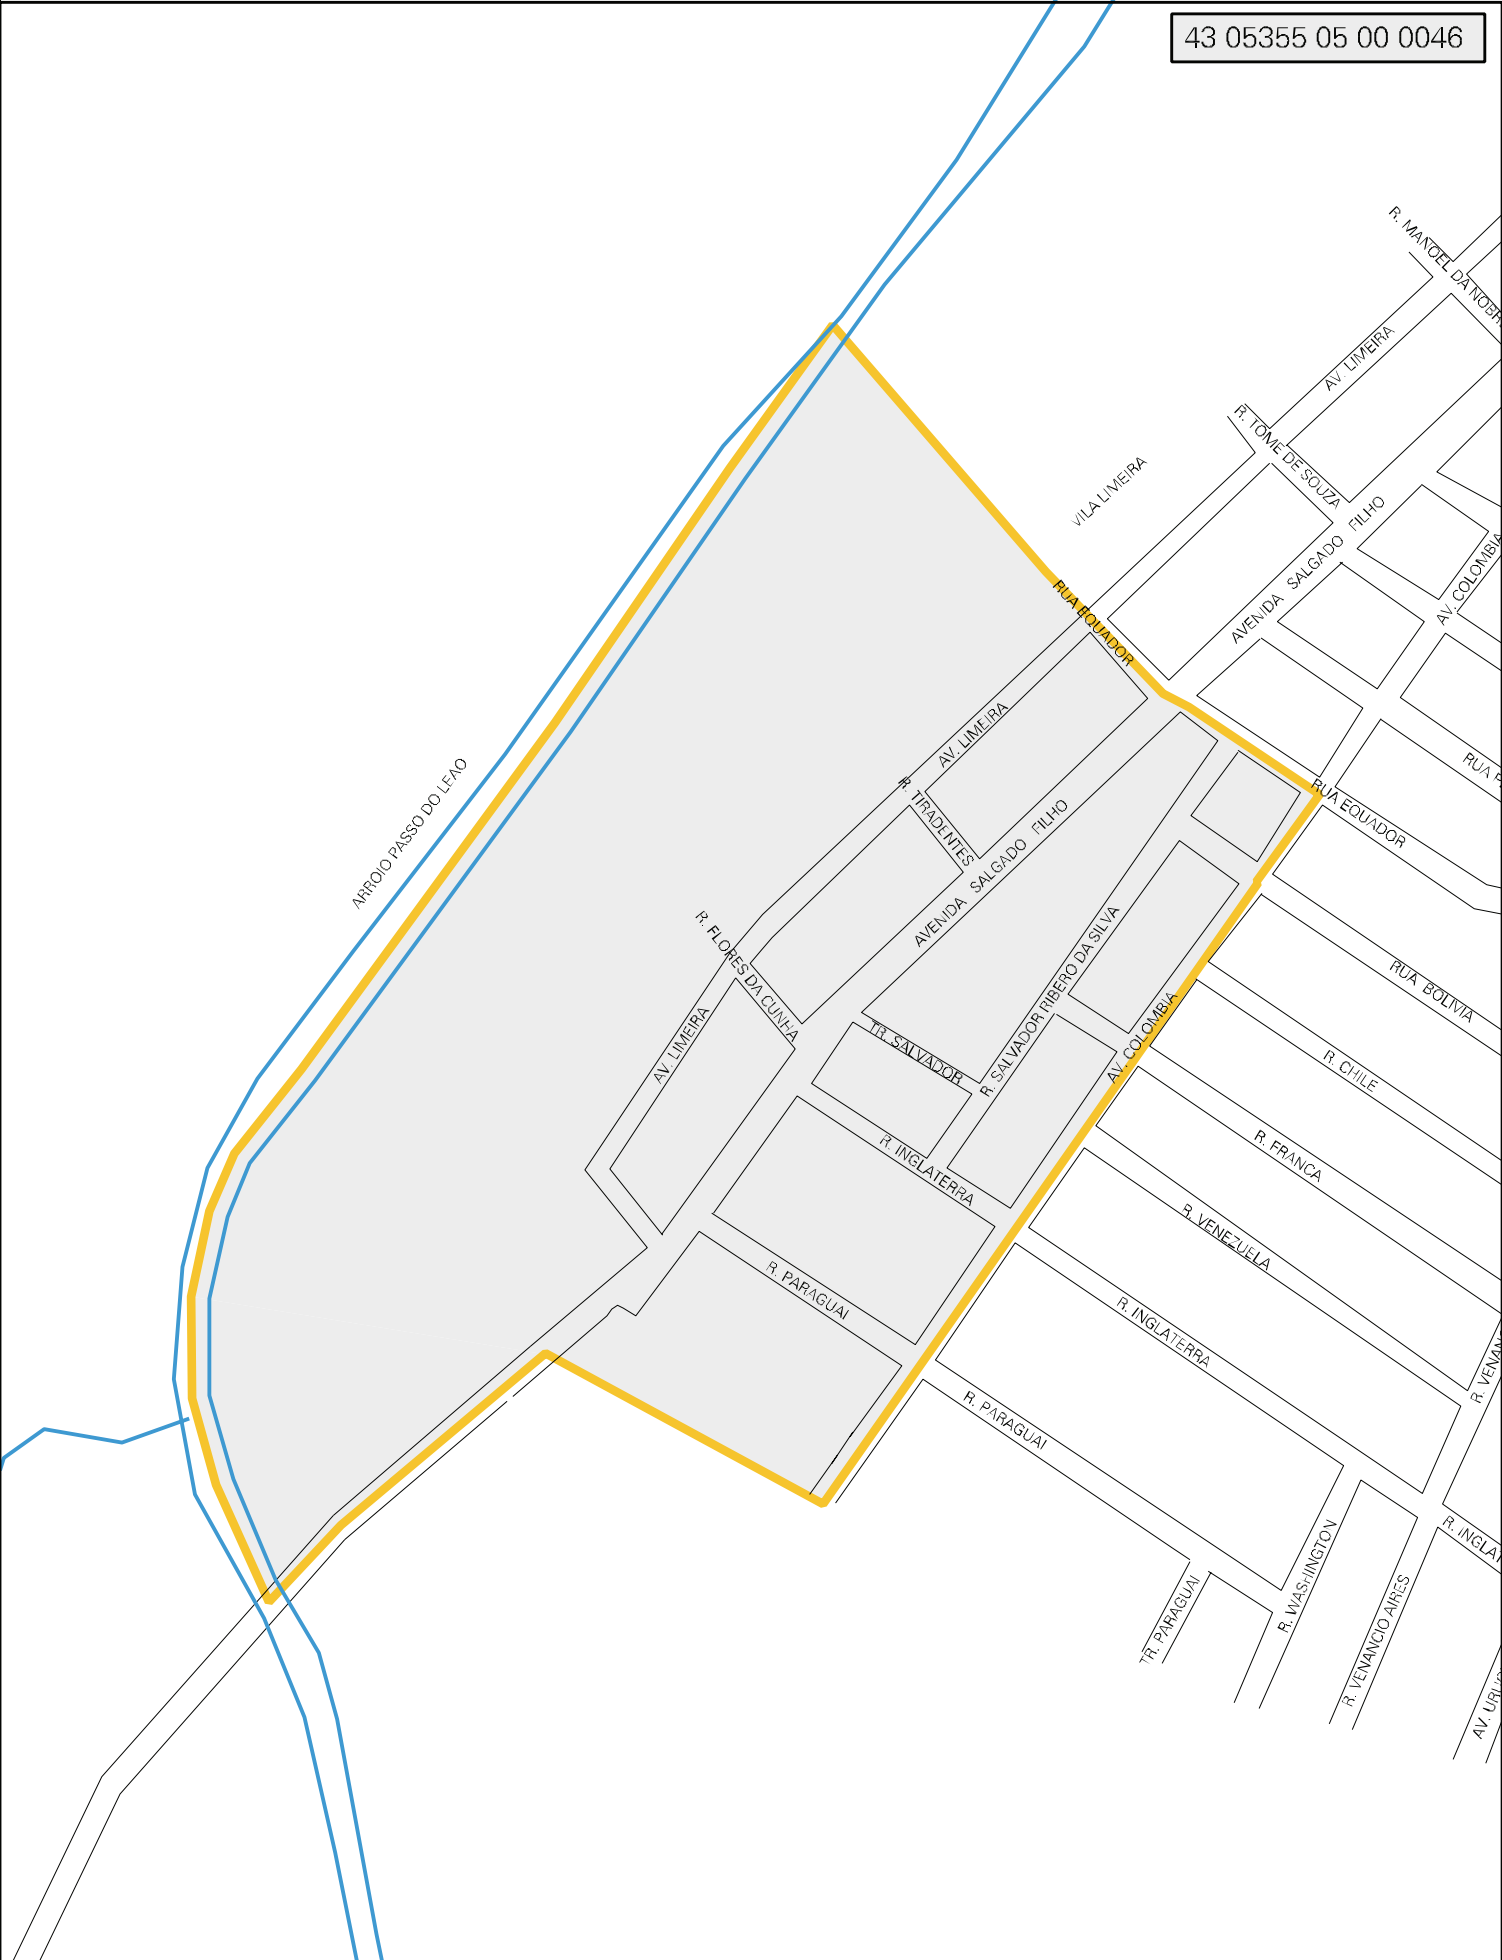 43 05355 05 00 0046
R. MANOEL DA
AV. LIMEIRA
R. TOME DE SOUZA
VILA LIMEIRA
AVENIDA SALGADO FILHO
AV. COLOMBIA
RUA EQUADOR
AV. LIMEIRA
RUA
R. TIRADENTES
RUA EQUADOR
ARROIO PASSO DO LEAO
AVENIDA SALGADO FILHO
R. FLORES DA CUNHA
R. SALVADOR RIBERO DA SILVA
RUA BOLIVIA
AV. LIMEIRA
TR. SALVADOR
AV. COLOMBIA
R. CHILE
R. INGLATERRA
R. FRANCA
R. VENEZUELA
R. PARAGUAI
R. INGLATERRA
R.
R. PARAGUAI
R.
R. WASHINGTON
TR. PARAGUAI
R. VENANCIO AIRES
AV.